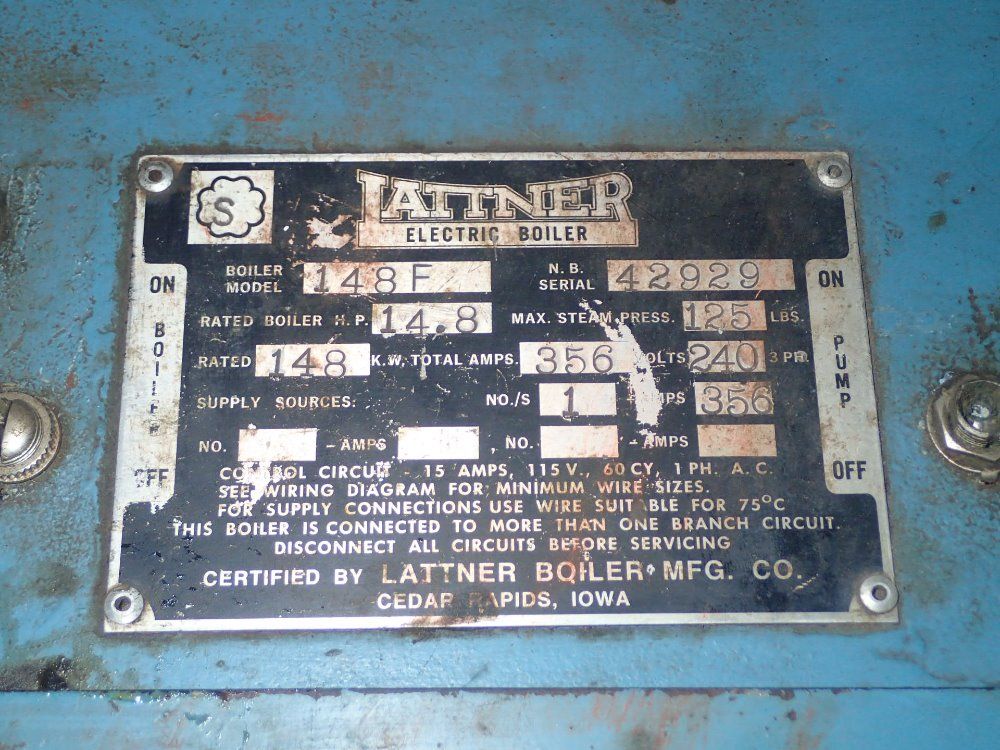 S
LATTNER
ELECTRIC BOILER
BOILER MODEL 148F N.B. SERIAL 42929
RATED BOILER H.P. 14.8 MAX. STEAM PRESS. 125 LBS.
RATED 148 K.W. TOTAL AMPS. 356 VOLTS 240 3 PH.
SUPPLY SOURCES: NO./S 1 - AMPS 356
NO. - AMPS , NO. - AMPS
CONTROL CIRCUIT - 15 AMPS, 115 V., 60 CY, 1 PH. A.C.
SEE WIRING DIAGRAM FOR MINIMUM WIRE SIZES.
FOR SUPPLY CONNECTIONS USE WIRE SUITABLE FOR 75°C
THIS BOILER IS CONNECTED TO MORE THAN ONE BRANCH CIRCUIT.
DISCONNECT ALL CIRCUITS BEFORE SERVICING
CERTIFIED BY LATTNER BOILER MFG. CO.
CEDAR RAPIDS, IOWA
ON
BOILER
OFF
ON
PUMP
OFF